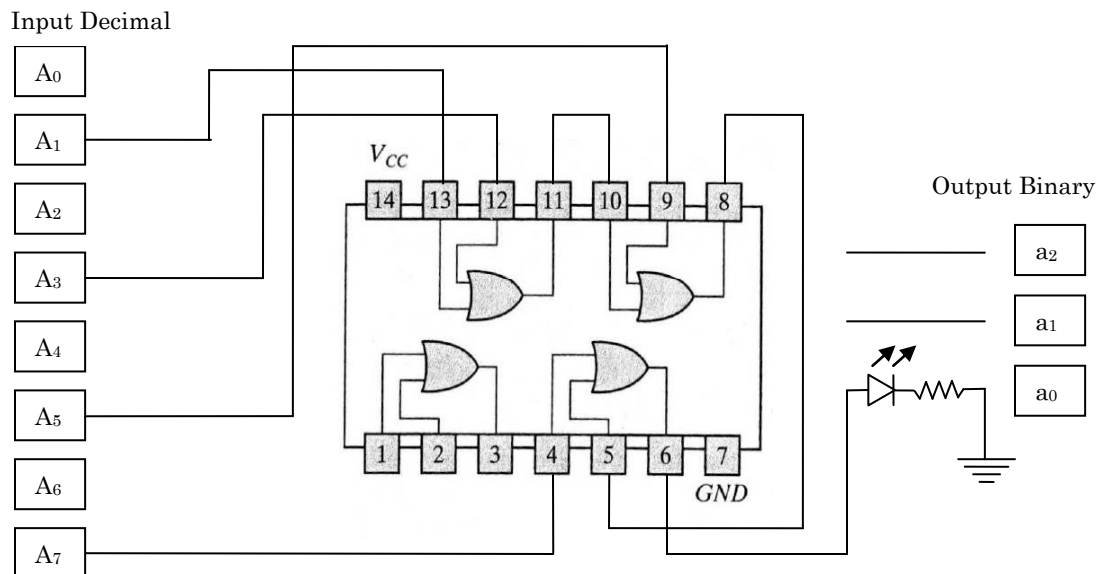 Input Decimal
A0
A1
A2
A3
A4
A5
A6
A7
VCC
14 13 12 11 10 9 8
1 2 3 4 5 6 7
GND
Output Binary
a2
a1
a0